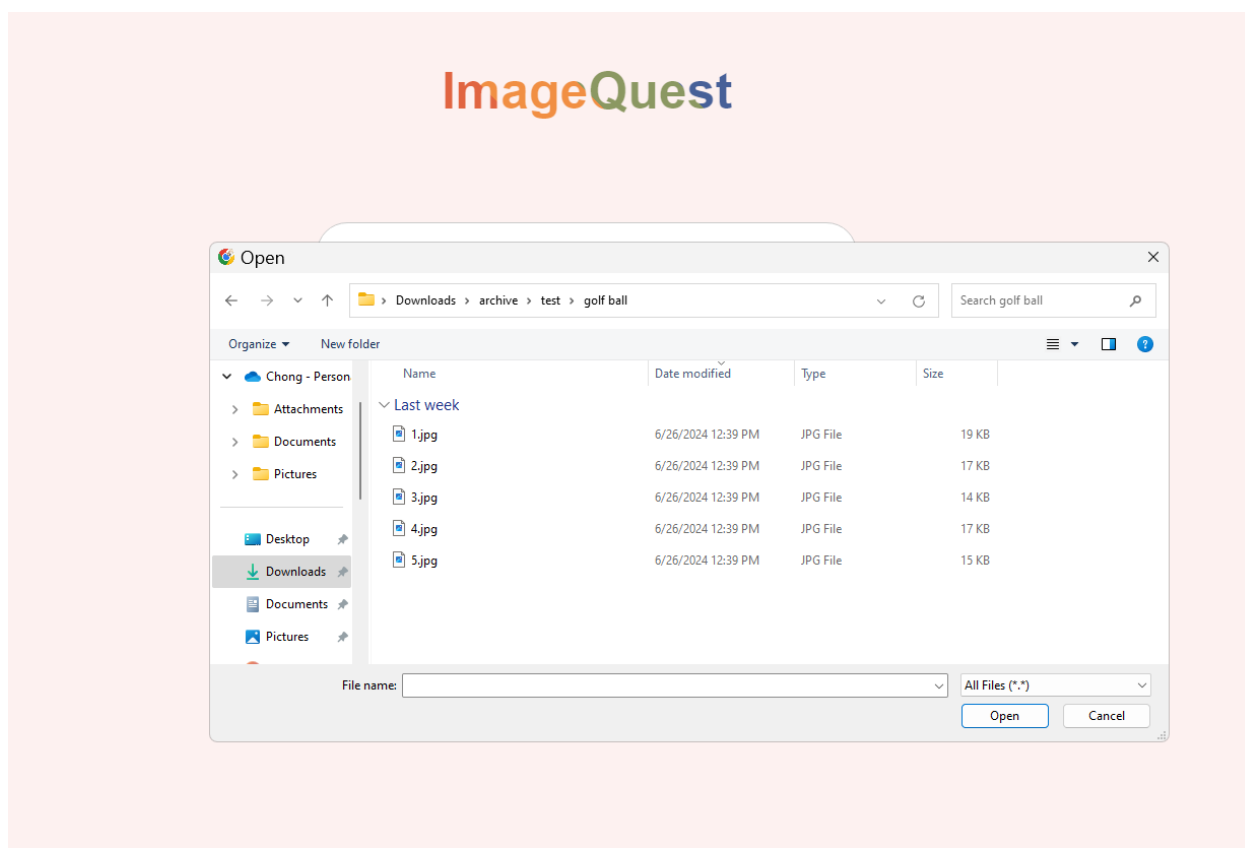 ImageQuest
Open
Downloads > archive > test > golf ball
Search golf ball
Organize
New folder
Name Date modified Type Size
Chong - Person
Attachments
Documents
Pictures
Desktop
Downloads
Documents
Pictures
Last week
1.jpg 6/26/2024 12:39 PM JPG File 19 KB
2.jpg 6/26/2024 12:39 PM JPG File 17 KB
3.jpg 6/26/2024 12:39 PM JPG File 14 KB
4.jpg 6/26/2024 12:39 PM JPG File 17 KB
5.jpg 6/26/2024 12:39 PM JPG File 15 KB
File name:
All Files (*.*)
Open
Cancel